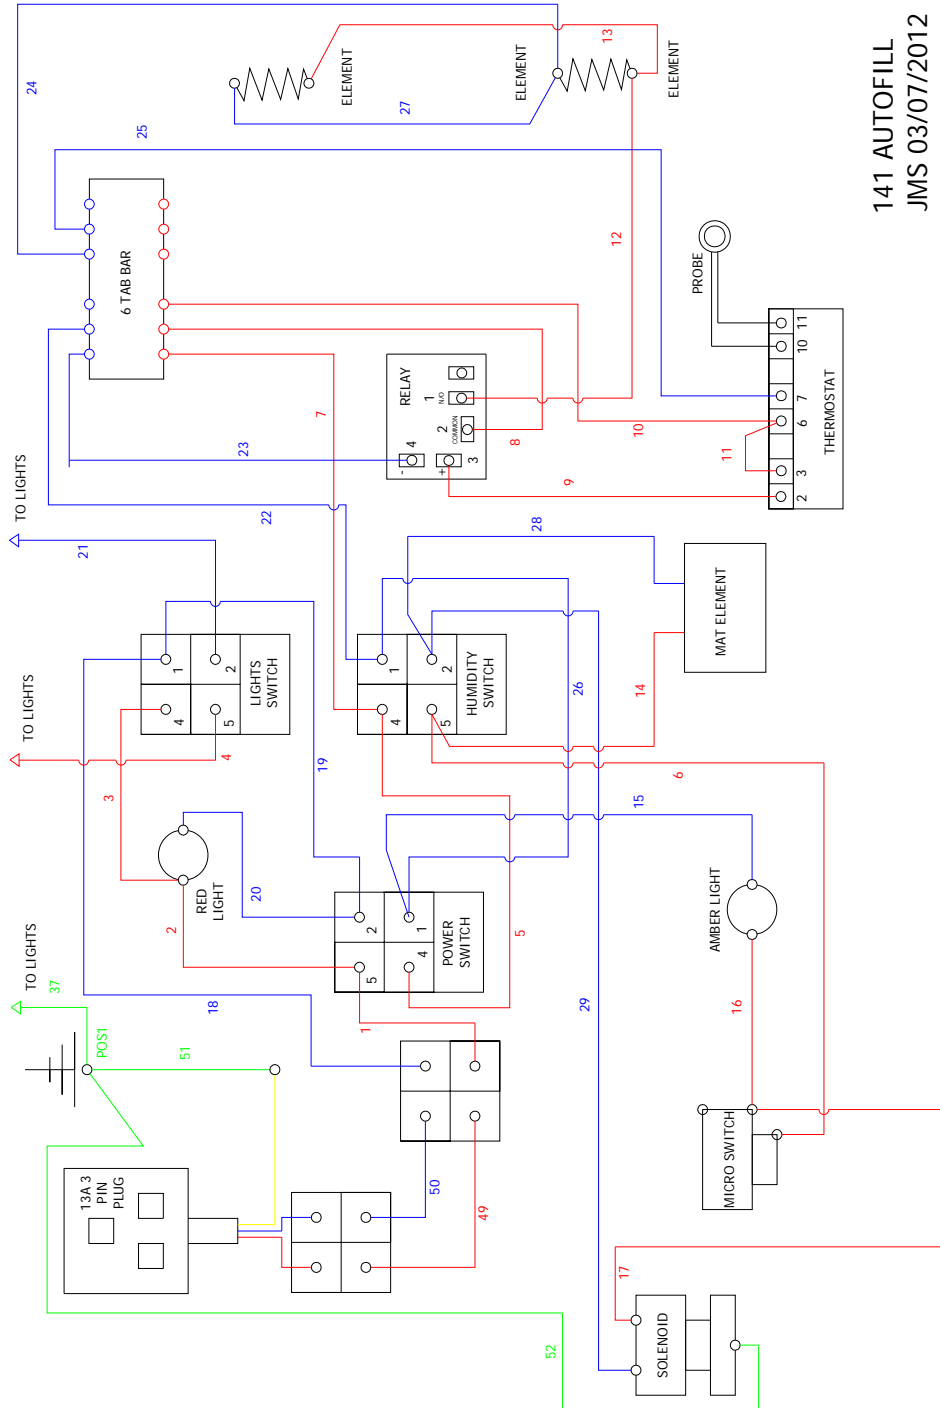 141 AUTOFILL
JMS 03/07/2012
24
25
13
ELEMENT
ELEMENT
ELEMENT
27
12
6 TAB BAR
PROBE
RELAY
1
N/O
2
COMMON
4
-
+
3
7
8
9
10
11
2
3
6
7
10
11
THERMOSTAT
23
22
TO LIGHTS
21
28
1
2
4
5
LIGHTS
SWITCH
1
2
4
5
HUMIDITY
SWITCH
MAT ELEMENT
14
26
TO LIGHTS
4
3
19
6
15
RED
LIGHT
20
2
AMBER LIGHT
2
1
5
4
POWER
SWITCH
5
TO LIGHTS
37
18
1
29
16
POS1
51
13A 3
PIN
PLUG
50
49
MICRO SWITCH
17
52
SOLENOID